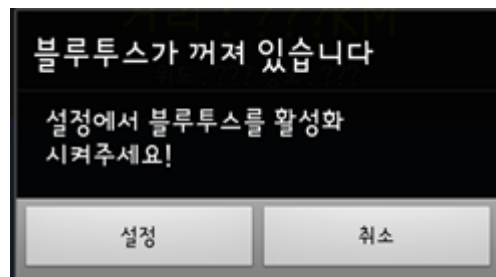 블루투스가 꺼져 있습니다
설정에서 블루투스를 활성화
시켜주세요!
설정
취소